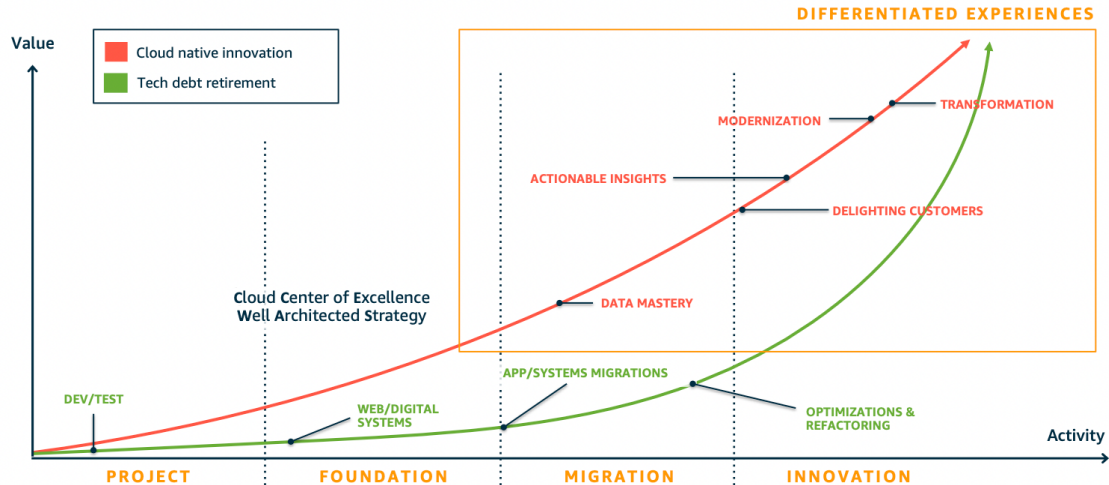 DIFFERENTIATED EXPERIENCES
Value
Cloud native innovation
Tech debt retirement
TRANSFORMATION
MODERNIZATION
ACTIONABLE INSIGHTS
DELIGHTING CUSTOMERS
Cloud Center of Excellence
Well Architected Strategy
DATA MASTERY
APP/SYSTEMS MIGRATIONS
DEV/TEST
WEB/DIGITAL
SYSTEMS
OPTIMIZATIONS &
REFACTORING
Activity
PROJECT
FOUNDATION
MIGRATION
INNOVATION